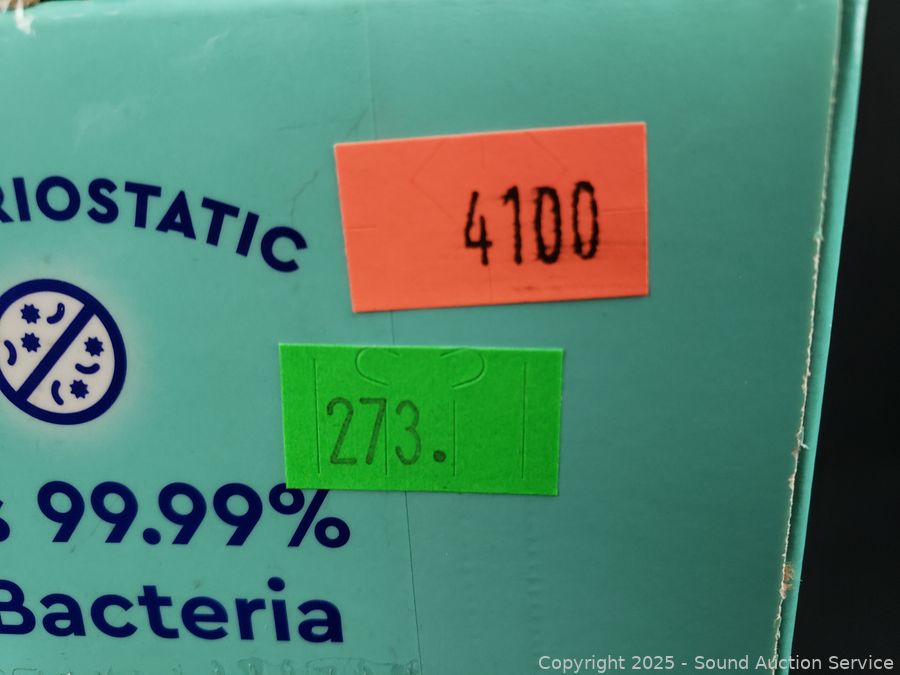 RIOSTATIC
4100
273.
99.99%
Bacteria
Copyright 2025 - Sound Auction Service